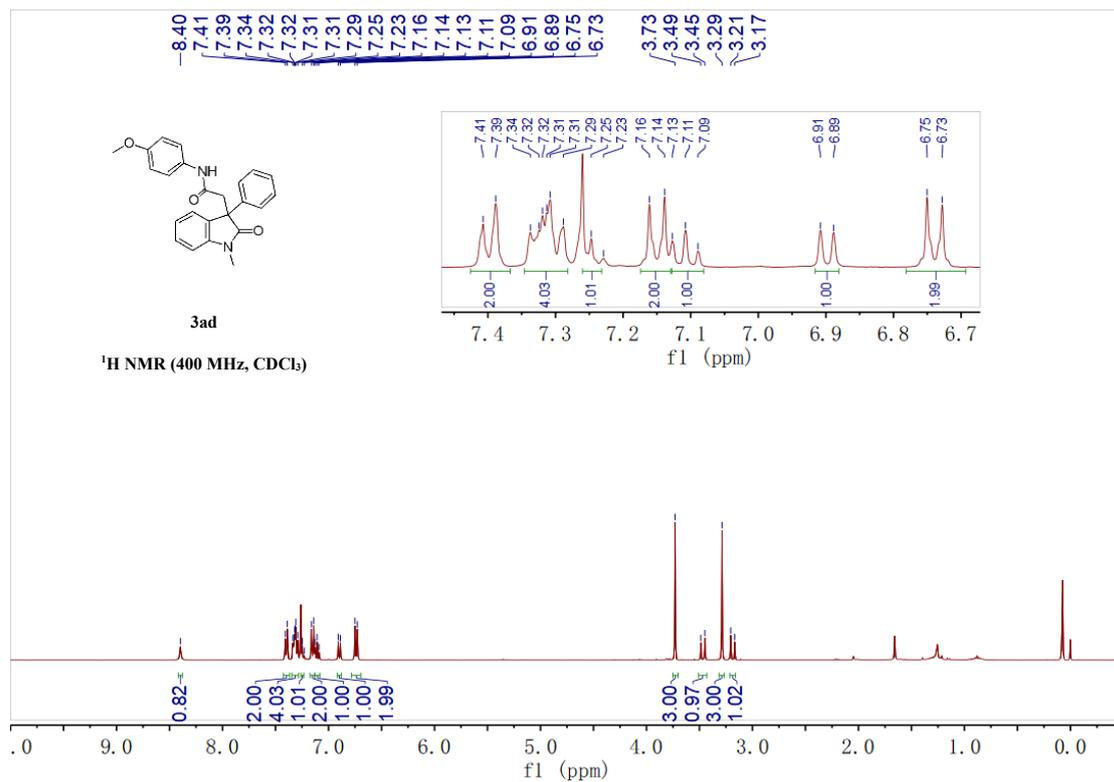 8.40 7.41 7.39 7.34 7.32 7.32 7.31 7.31 7.29 7.25 7.23 7.16 7.14 7.13 7.11 7.09 6.91 6.89 6.75 6.73 3.73 3.49 3.45 3.29 3.21 3.17
7.41 7.39 7.34 7.32 7.32 7.31 7.31 7.29 7.25 7.23 7.16 7.14 7.13 7.11 7.09 6.91 6.89 6.75 6.73
O
NH
O
O
N
2.00 4.03 1.01 2.00 1.00 1.00 1.99
7.4 7.3 7.2 7.1 7.0 6.9 6.8 6.7
f1 (ppm)
3ad
¹H NMR (400 MHz, CDCl₃)
0.82 2.00 4.03 1.01 2.00 1.00 1.00 1.99 3.00 0.97 3.00 1.02
.0 9.0 8.0 7.0 6.0 5.0 4.0 3.0 2.0 1.0 0.0
f1 (ppm)